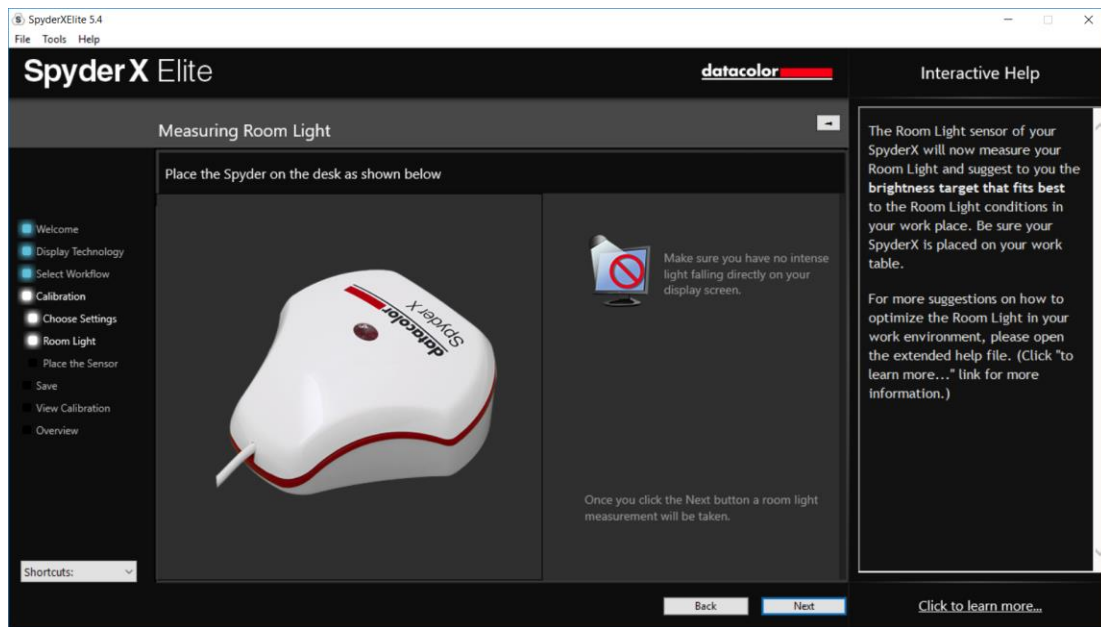 SpyderXElite 5.4
File Tools Help
SpyderX Elite
datacolor
Interactive Help
Measuring Room Light
Place the Spyder on the desk as shown below
Welcome
Display Technology
Select Workflow
Calibration
Choose Settings
Room Light
Place the Sensor
Save
View Calibration
Overview
Shortcuts:
datacolor
Spyder X
Make sure you have no intense
light falling directly on your
display screen.
Once you click the Next button a room light
measurement will be taken.
Back
Next
The Room Light sensor of your
SpyderX will now measure your
Room Light and suggest to you the
brightness target that fits best
to the Room Light conditions in
your work place. Be sure your
SpyderX is placed on your work
table.
For more suggestions on how to
optimize the Room Light in your
work environment, please open
the extended help file. (Click "to
learn more..." link for more
information.)
Click to learn more...